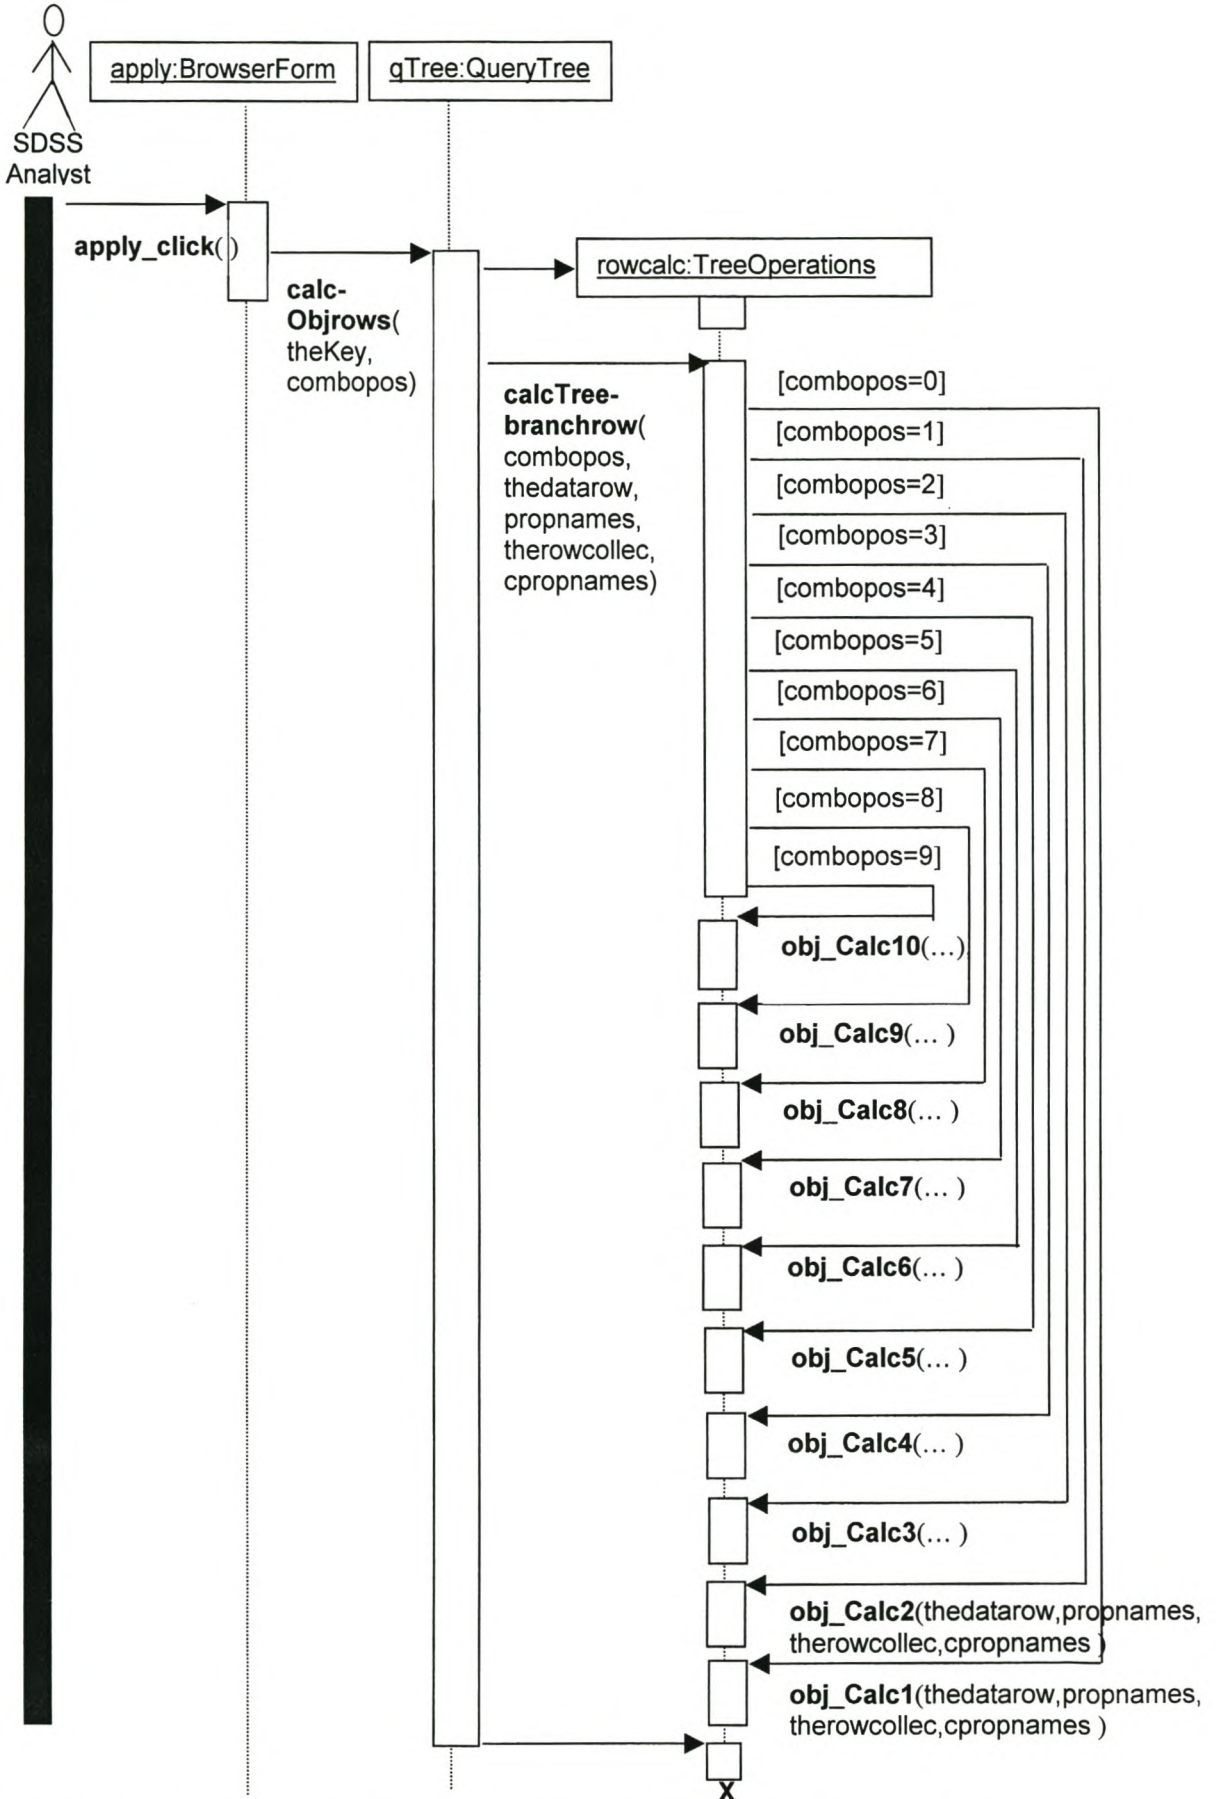 SDSS
Analyst
apply:BrowserForm
qTree:QueryTree
apply_click()
calc-
Objrows(
theKey,
combopos)
rowcalc:TreeOperations
calcTree-
branchrow(
combopos,
thedatarow,
propnames,
therowcollec,
cpropnames)
[combopos=0]
[combopos=1]
[combopos=2]
[combopos=3]
[combopos=4]
[combopos=5]
[combopos=6]
[combopos=7]
[combopos=8]
[combopos=9]
obj_Calc10(...)
obj_Calc9(... )
obj_Calc8(... )
obj_Calc7(... )
obj_Calc6(... )
obj_Calc5(... )
obj_Calc4(... )
obj_Calc3(... )
obj_Calc2(thedatarow,propnames,
therowcollec,cpropnames )
obj_Calc1(thedatarow,propnames,
therowcollec,cpropnames )
X